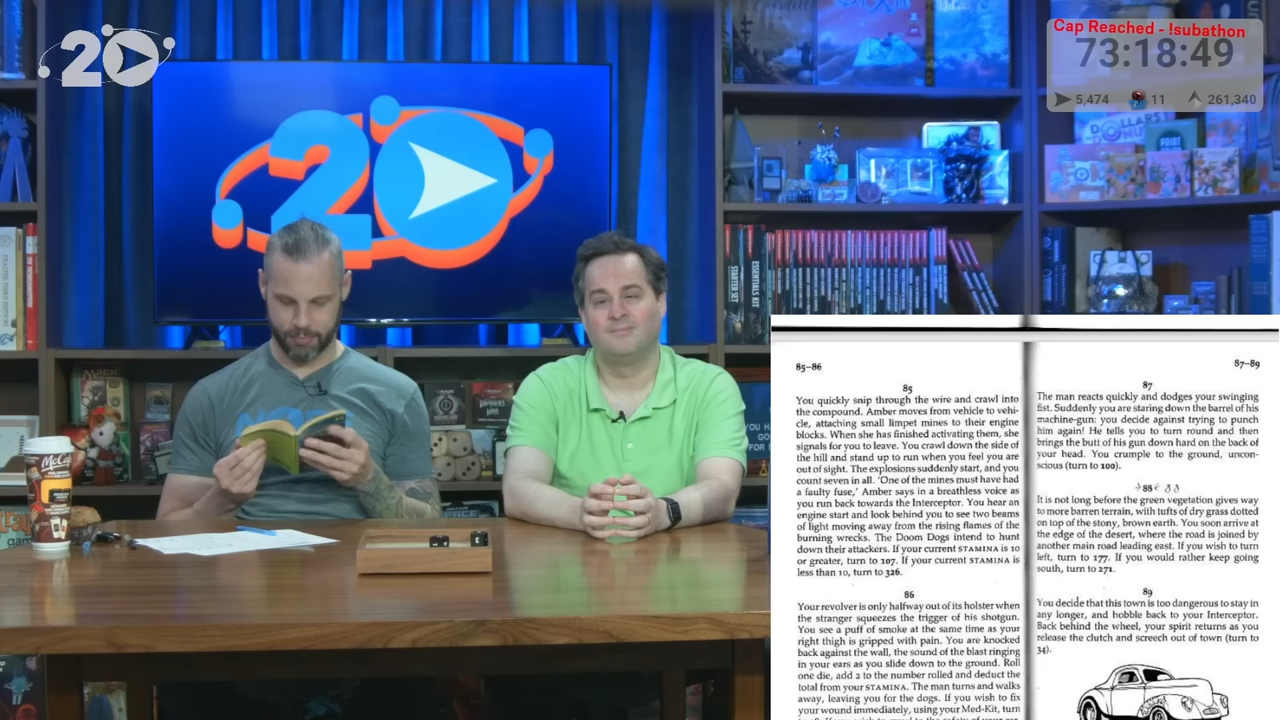 20
Cap Reached - !subathon
73:18:49
5,474
11
261,340
20
STARTER SET
ESSENTIALS KIT
McCafé
85–86
85
You quickly snip through the wire and crawl into
the compound. Amber moves from vehicle to vehi-
cle, attaching small limpet mines to their engine
blocks. When she has finished activating them, she
signals for you to leave. You crawl down the side of
the hill and stand up to run when you feel you are
out of sight. The explosions suddenly start, and you
count seven in all. 'One of the mines must have had
a faulty fuse,' Amber says in a breathless voice as
you run back towards the Interceptor. You hear an
engine start and look behind you to see two beams
of light moving away from the rising flames of the
burning wrecks. The Doom Dogs intend to hunt
down their attackers. If your current STAMINA is 10
or greater, turn to 107. If your current STAMINA is
less than 10, turn to 326.
86
Your revolver is only halfway out of its holster when
the stranger squeezes the trigger of his shotgun.
You see a puff of smoke at the same time as your
right thigh is gripped with pain. You are knocked
back against the wall, the sound of the blast ringing
in your ears as you slide down to the ground. Roll
one die, add 2 to the number rolled and deduct the
total from your STAMINA. The man turns and walks
away, leaving you for the dogs. If you wish to fix
your wound immediately, using your Med-Kit, turn
87–89
87
The man reacts quickly and dodges your swinging
fist. Suddenly you are staring down the barrel of his
machine-gun: you decide against trying to punch
him again! He tells you to turn round and then
brings the butt of his gun down hard on the back of
your head. You crumple to the ground, uncon-
scious (turn to 100).
88
It is not long before the green vegetation gives way
to more barren terrain, with tufts of dry grass dotted
on top of the stony, brown earth. You soon arrive at
the edge of the desert, where the road is joined by
another main road leading east. If you wish to turn
left, turn to 177. If you would rather keep going
south, turn to 271.
89
You decide that this town is too dangerous to stay in
any longer, and hobble back to your Interceptor.
Back behind the wheel, your spirit returns as you
release the clutch and screech out of town (turn to
34).